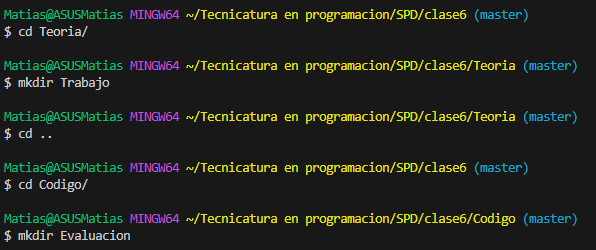 Matias@ASUSMatias MINGW64 ~/Tecnicatura en programacion/SPD/clase6 (master)
$ cd Teoria/
Matias@ASUSMatias MINGW64 ~/Tecnicatura en programacion/SPD/clase6/Teoria (master)
$ mkdir Trabajo
Matias@ASUSMatias MINGW64 ~/Tecnicatura en programacion/SPD/clase6/Teoria (master)
$ cd ..
Matias@ASUSMatias MINGW64 ~/Tecnicatura en programacion/SPD/clase6 (master)
$ cd Codigo/
Matias@ASUSMatias MINGW64 ~/Tecnicatura en programacion/SPD/clase6/Codigo (master)
$ mkdir Evaluacion